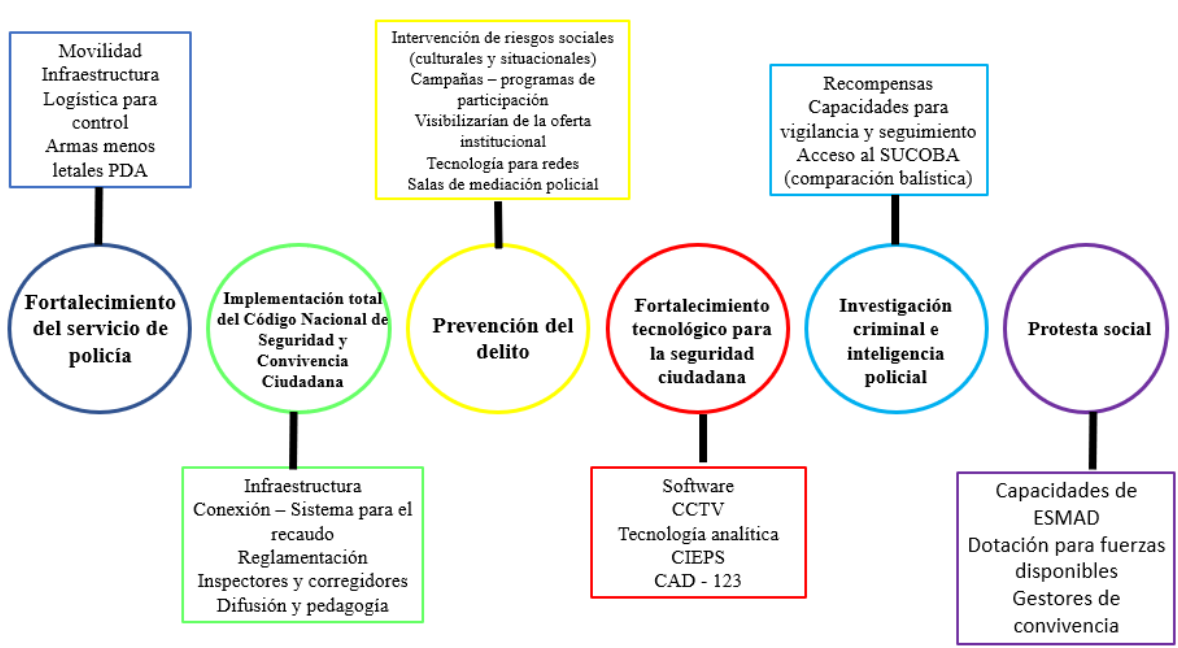 Movilidad
Infraestructura
Logística para
control
Armas menos
letales PDA
Intervención de riesgos sociales
(culturales y situacionales)
Campañas – programas de
participación
Visibilizarían de la oferta
institucional
Tecnología para redes
Salas de mediación policial
Recompensas
Capacidades para
vigilancia y seguimiento
Acceso al SUCOBA
(comparación balística)
Fortalecimiento
del servicio de
policía
Implementación total
del Código Nacional de
Seguridad y
Convivencia
Ciudadana
Prevención del
delito
Fortalecimiento
tecnológico para
la seguridad
ciudadana
Investigación
criminal e
inteligencia
policial
Protesta social
Infraestructura
Conexión – Sistema para el
recaudo
Reglamentación
Inspectores y corregidores
Difusión y pedagogía
Software
CCTV
Tecnología analítica
CIEPS
CAD - 123
Capacidades de
ESMAD
Dotación para fuerzas
disponibles
Gestores de
convivencia